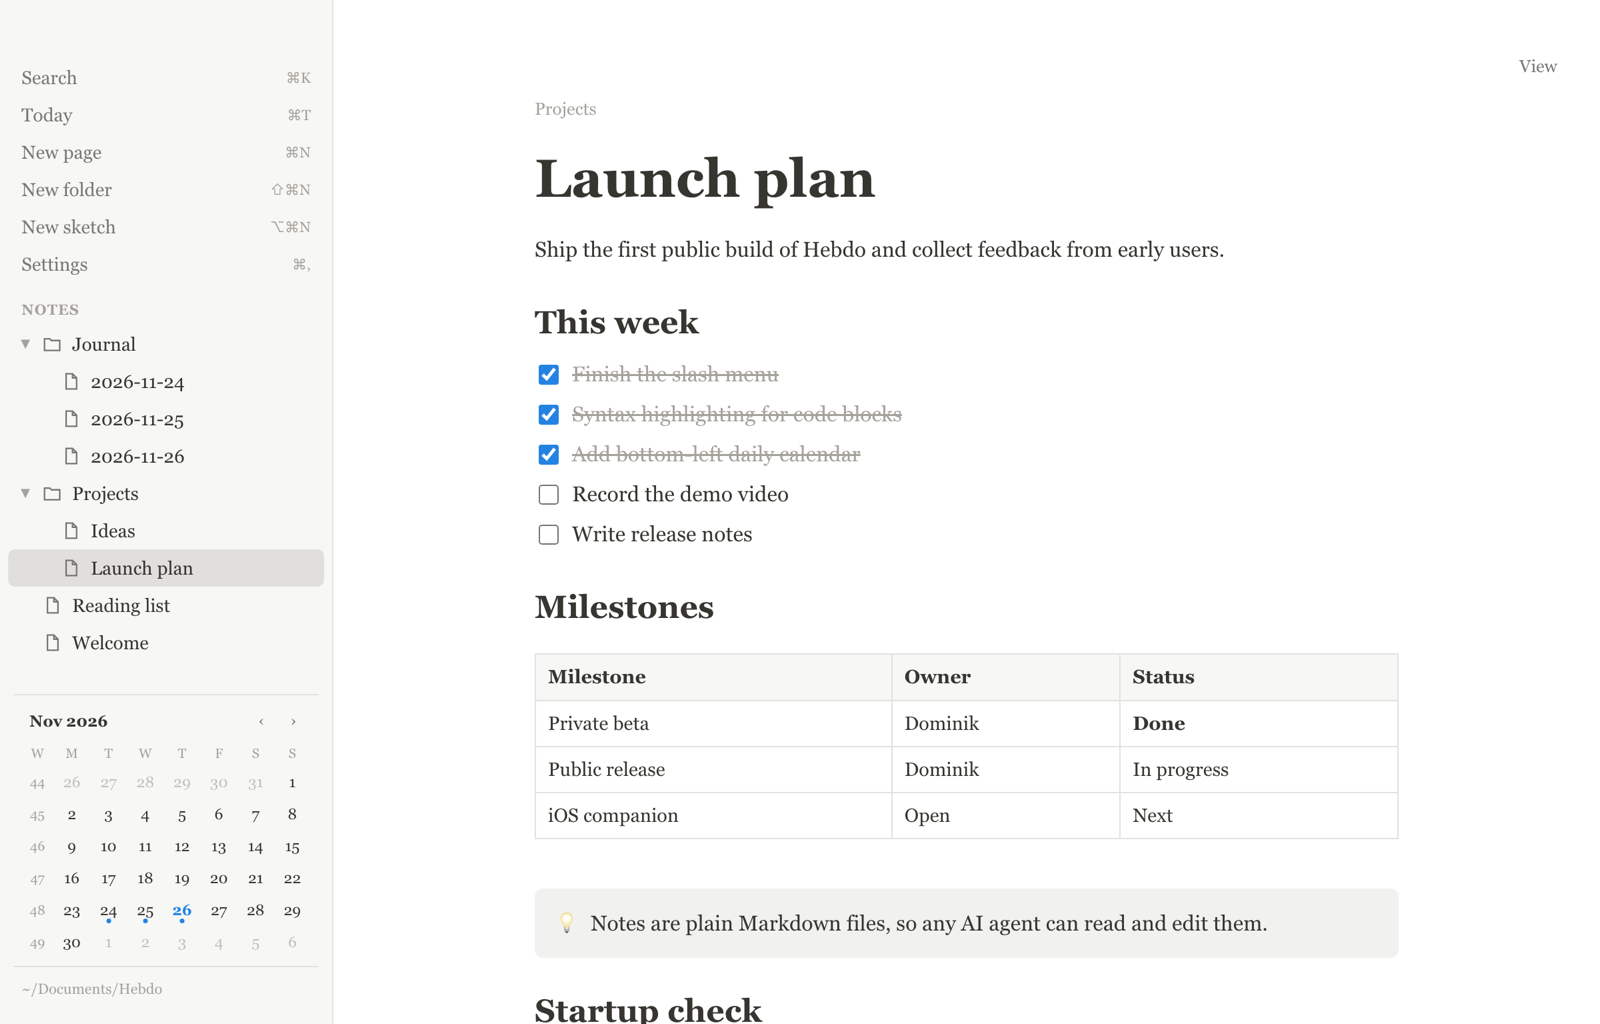 Search ⌘K
Today ⌘T
New page ⌘N
New folder ⇧⌘N
New sketch ⌥⌘N
Settings ⌘,
NOTES
Journal
2026-11-24
2026-11-25
2026-11-26
Projects
Ideas
Launch plan
Reading list
Welcome
Nov 2026 ‹ ›
W M T W T F S S
44 26 27 28 29 30 31 1
45 2 3 4 5 6 7 8
46 9 10 11 12 13 14 15
47 16 17 18 19 20 21 22
48 23 24 25 26 27 28 29
49 30 1 2 3 4 5 6
~/Documents/Hebdo
View
Projects
Launch plan
Ship the first public build of Hebdo and collect feedback from early users.
This week
Finish the slash menu
Syntax highlighting for code blocks
Add bottom-left daily calendar
Record the demo video
Write release notes
Milestones
Milestone Owner Status
Private beta Dominik Done
Public release Dominik In progress
iOS companion Open Next
Notes are plain Markdown files, so any AI agent can read and edit them.
Startup check